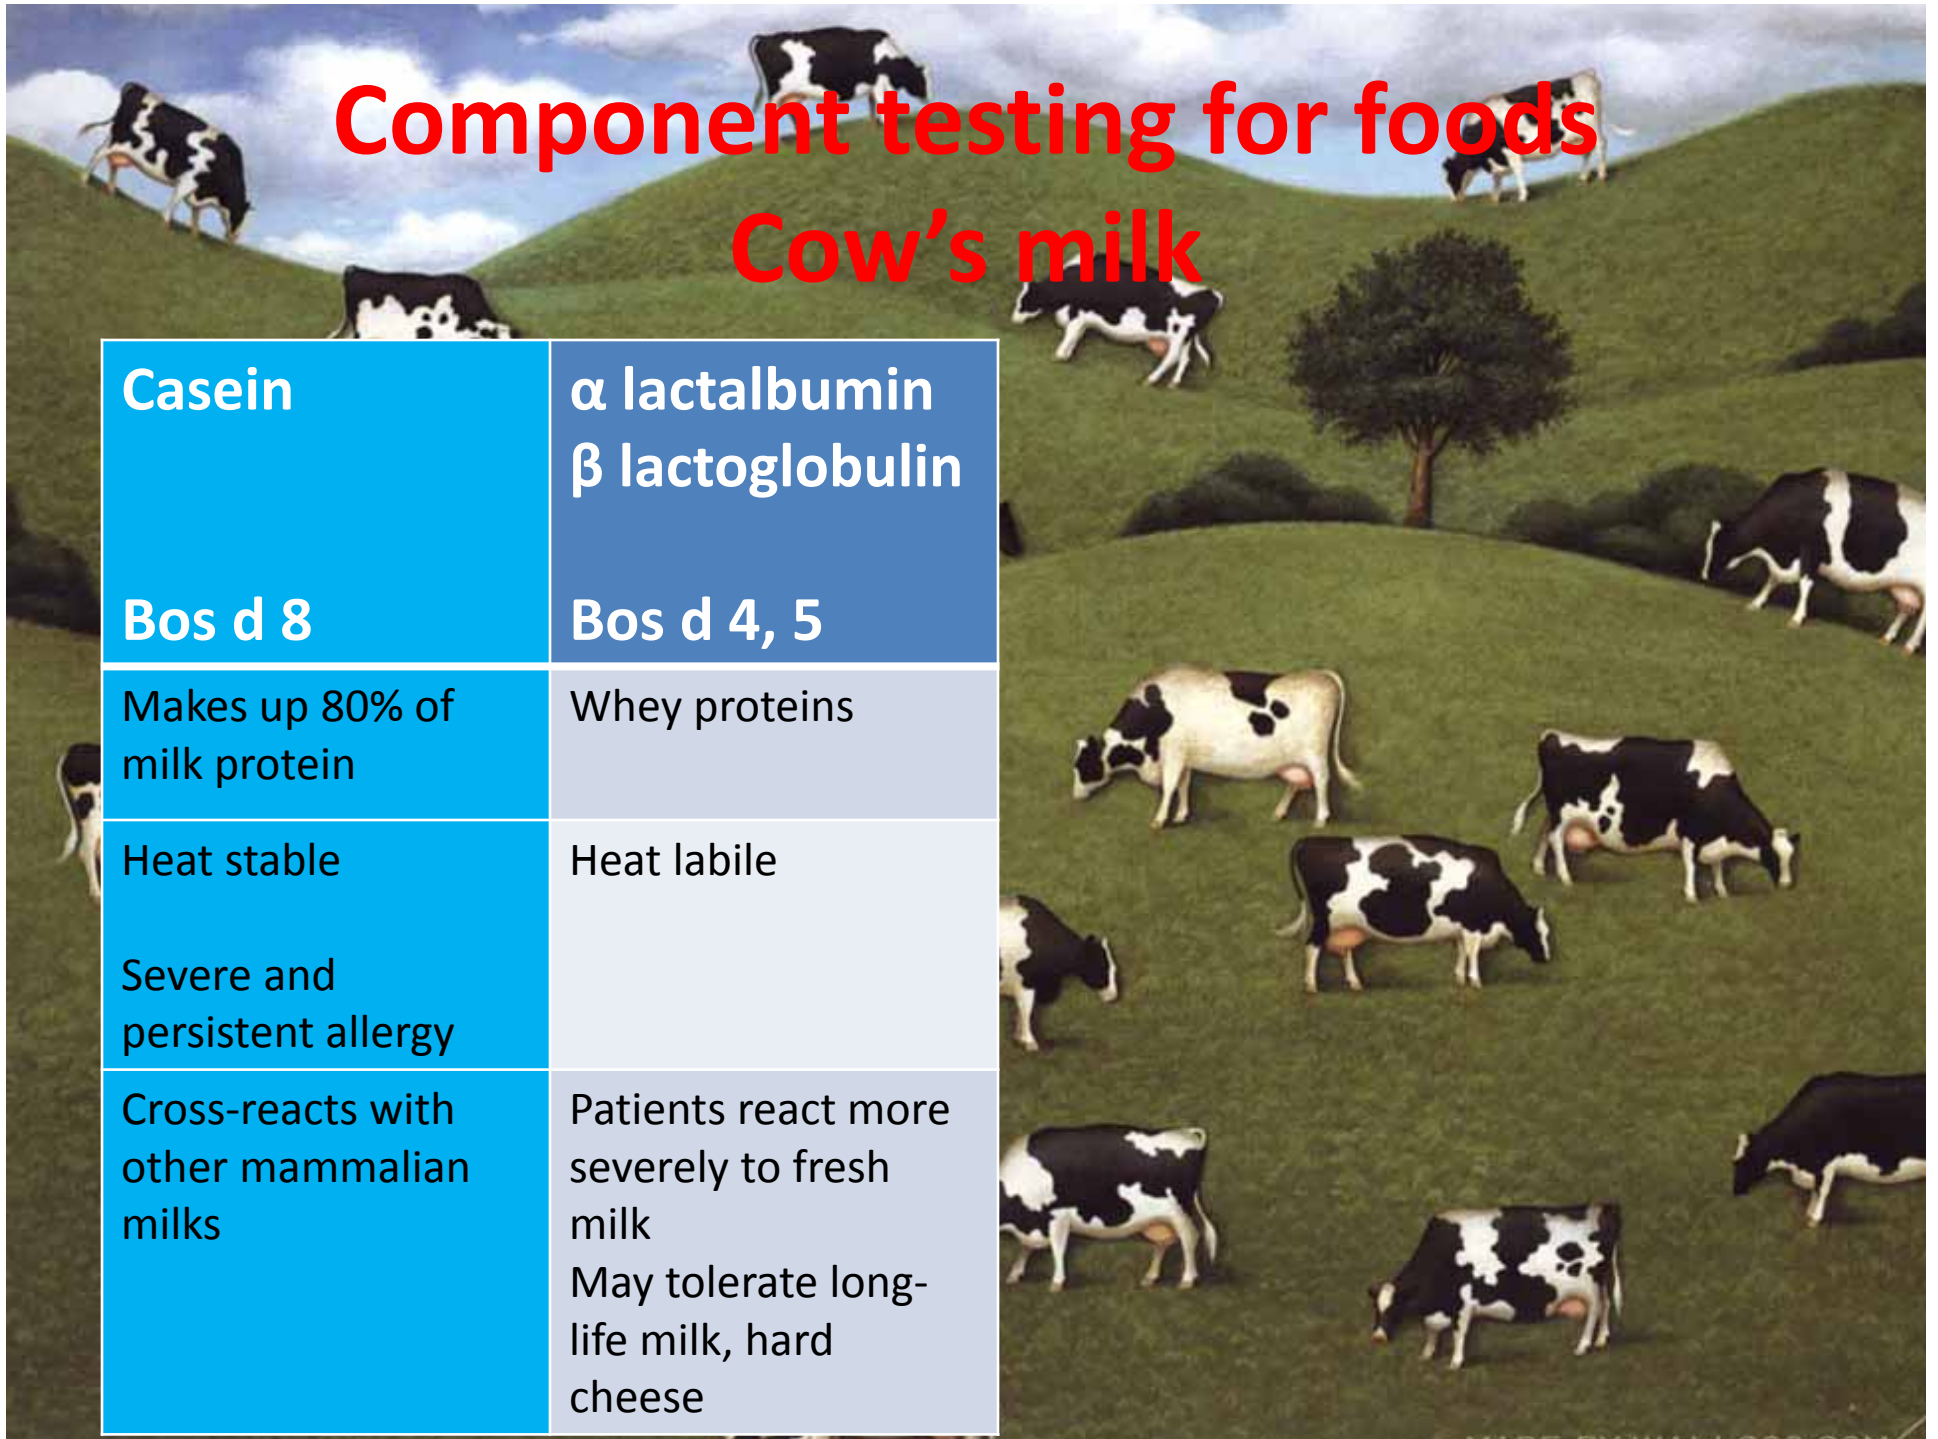 Component testing for foods
Cow’s milk
Casein
Bos d 8
α lactalbumin
β lactoglobulin
Bos d 4, 5
Makes up 80% of
milk protein
Whey proteins
Heat stable
Severe and
persistent allergy
Heat labile
Cross-reacts with
other mammalian
milks
Patients react more
severely to fresh
milk
May tolerate long-
life milk, hard
cheese